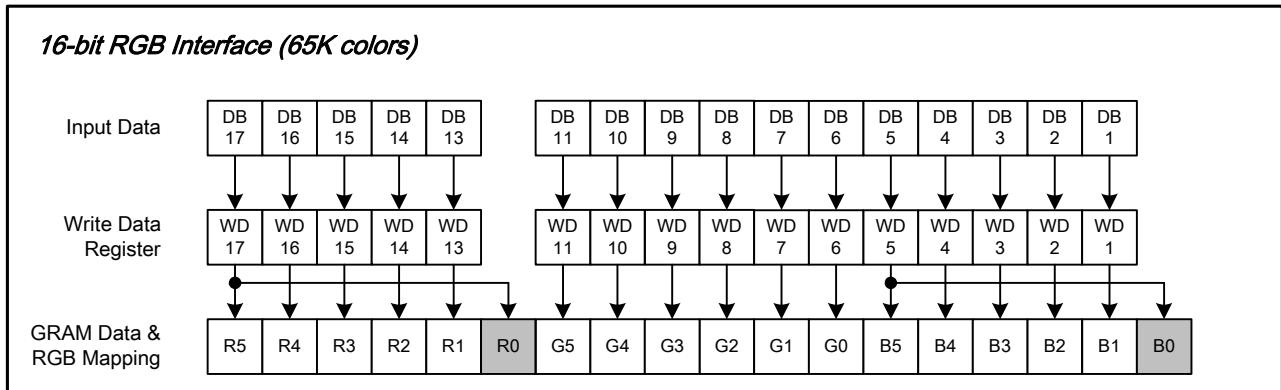 16-bit RGB Interface (65K colors)
Input Data
DB 17 DB 16 DB 15 DB 14 DB 13 DB 11 DB 10 DB 9 DB 8 DB 7 DB 6 DB 5 DB 4 DB 3 DB 2 DB 1
Write Data
Register
WD 17 WD 16 WD 15 WD 14 WD 13 WD 11 WD 10 WD 9 WD 8 WD 7 WD 6 WD 5 WD 4 WD 3 WD 2 WD 1
GRAM Data &
RGB Mapping
R5 R4 R3 R2 R1 R0 G5 G4 G3 G2 G1 G0 B5 B4 B3 B2 B1 B0